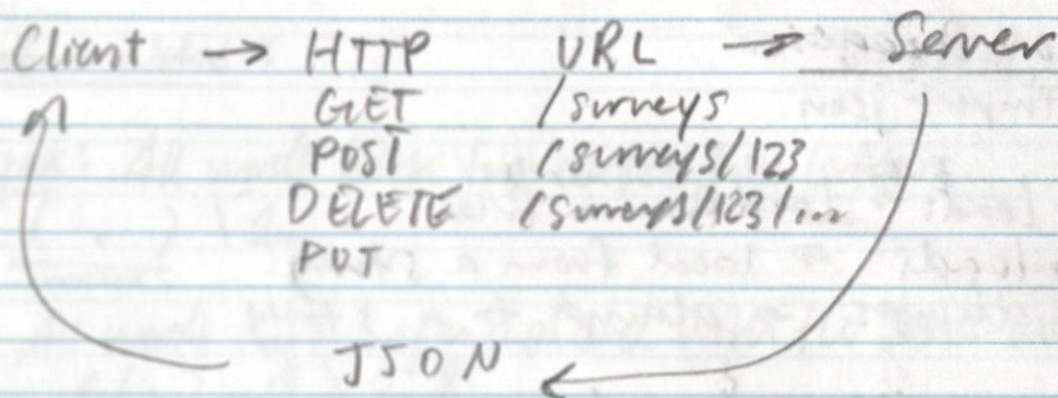 Client → HTTP URL → Server
GET /surveys
POST /surveys/123
DELETE /surveys/123/...
PUT
JSON